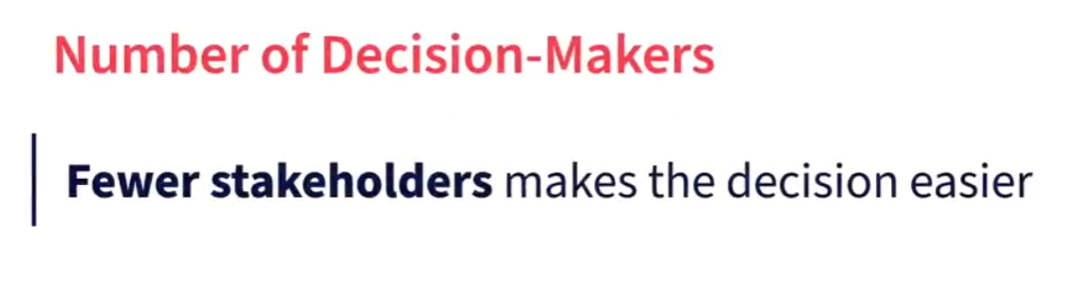 Number of Decision-Makers
Fewer stakeholders makes the decision easier